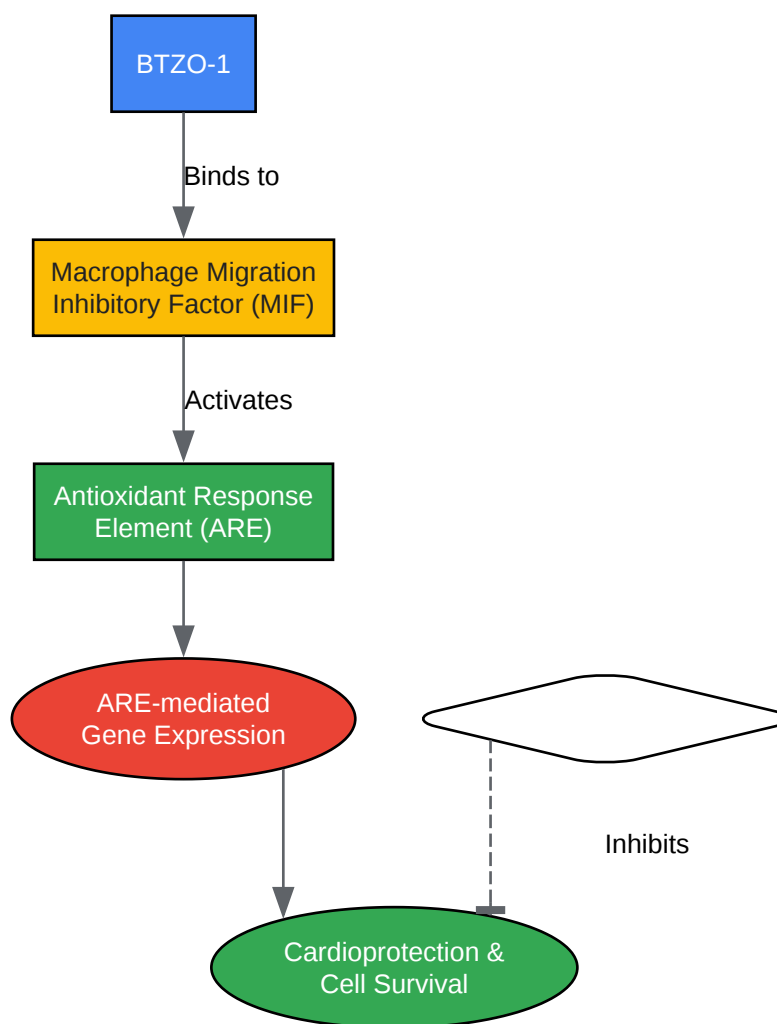 BTZO-1
Binds to
Macrophage Migration
Inhibitory Factor (MIF)
Activates
Antioxidant Response
Element (ARE)
ARE-mediated
Gene Expression
Inhibits
Cardioprotection &
Cell Survival